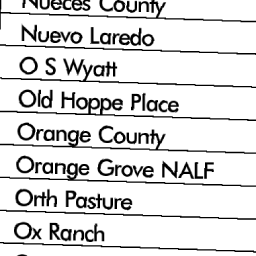 Nueces County
Nuevo Laredo
O S Wyatt
Old Hoppe Place
Orange County
Orange Grove NALF
Orth Pasture
Ox Ranch